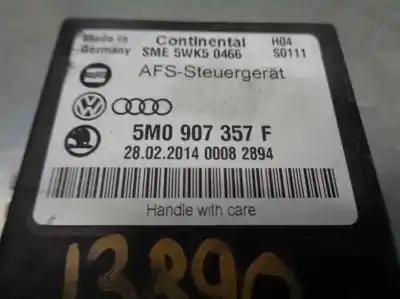 Made in Continental H04
Germany SME 5WK5 0466 S0111
AFS-Steuergerät
5M0 907 357 F
28.02.2014 0008 2894
Handle with care
13890